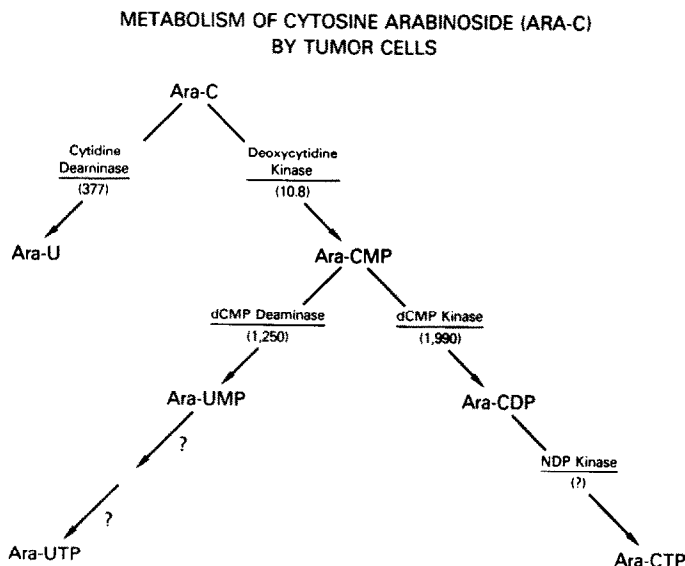 METABOLISM OF CYTOSINE ARABINOSIDE (ARA-C)
BY TUMOR CELLS
Ara-C
Cytidine
Dearninase
(377)
Deoxycytidine
Kinase
(10.8)
Ara-U
Ara-CMP
dCMP Deaminase
(1,250)
dCMP Kinase
(1,990)
Ara-UMP
Ara-CDP
?
NDP Kinase
(?)
?
Ara-UTP
Ara-CTP